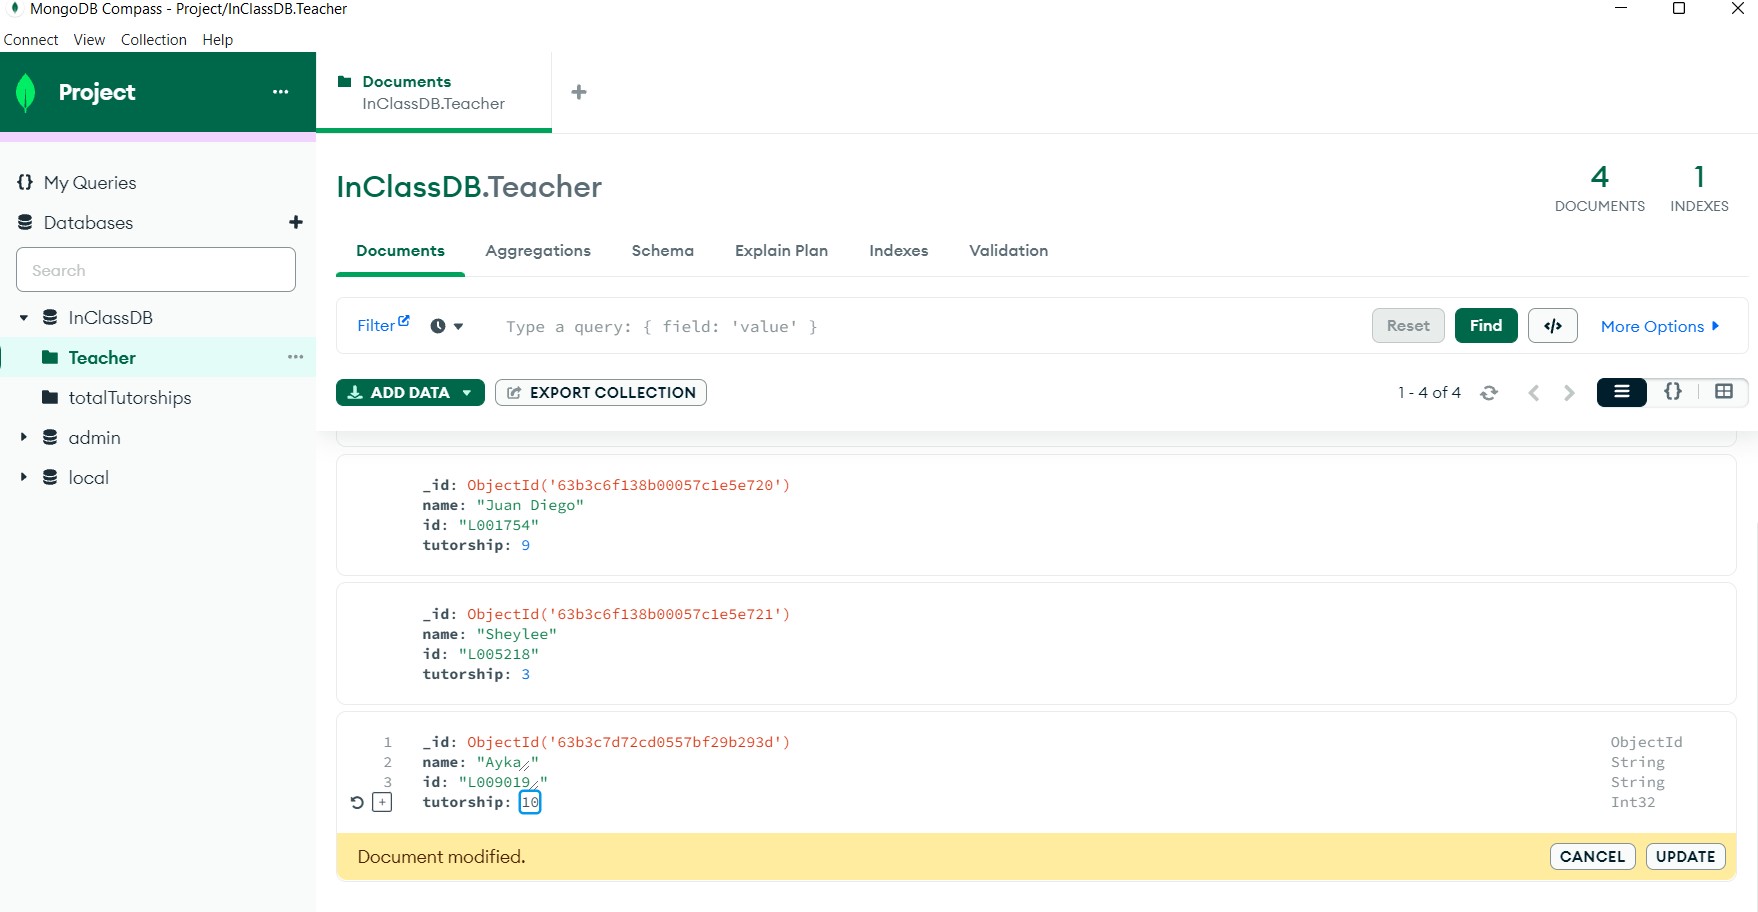 MongoDB Compass - Project/InClassDB.Teacher
Connect View Collection Help
Project ...
Documents
InClassDB.Teacher
+
{} My Queries
Databases +
Search
InClassDB
Teacher ...
totalTutorships
admin
local
InClassDB.Teacher
4
DOCUMENTS
1
INDEXES
Documents Aggregations Schema Explain Plan Indexes Validation
Filter Type a query: { field: 'value' } Reset Find </> More Options
ADD DATA EXPORT COLLECTION 1 - 4 of 4 {}
_id: ObjectId('63b3c6f138b00057c1e5e720')
name: "Juan Diego"
id: "L001754"
tutorship: 9
_id: ObjectId('63b3c6f138b00057c1e5e721')
name: "Sheylee"
id: "L005218"
tutorship: 3
1 _id: ObjectId('63b3c7d72cd0557bf29b293d') ObjectId
2 name: "Ayka" String
3 id: "L009019" String
+ tutorship: 10 Int32
Document modified. CANCEL UPDATE